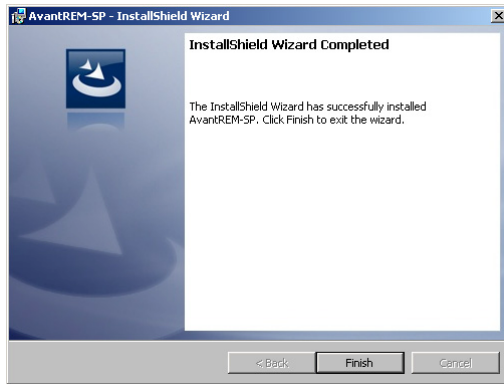 AvantREM-SP - InstallShield Wizard
InstallShield Wizard Completed
The InstallShield Wizard has successfully installed
AvantREM-SP. Click Finish to exit the wizard.
< Back
Finish
Cancel